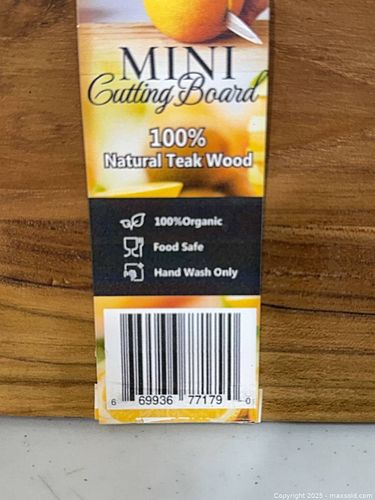 MINI
Cutting Board
100%
Natural Teak Wood
100%Organic
Food Safe
Hand Wash Only
6 69936 77179 0
Copyright 2025 - maxsold.com